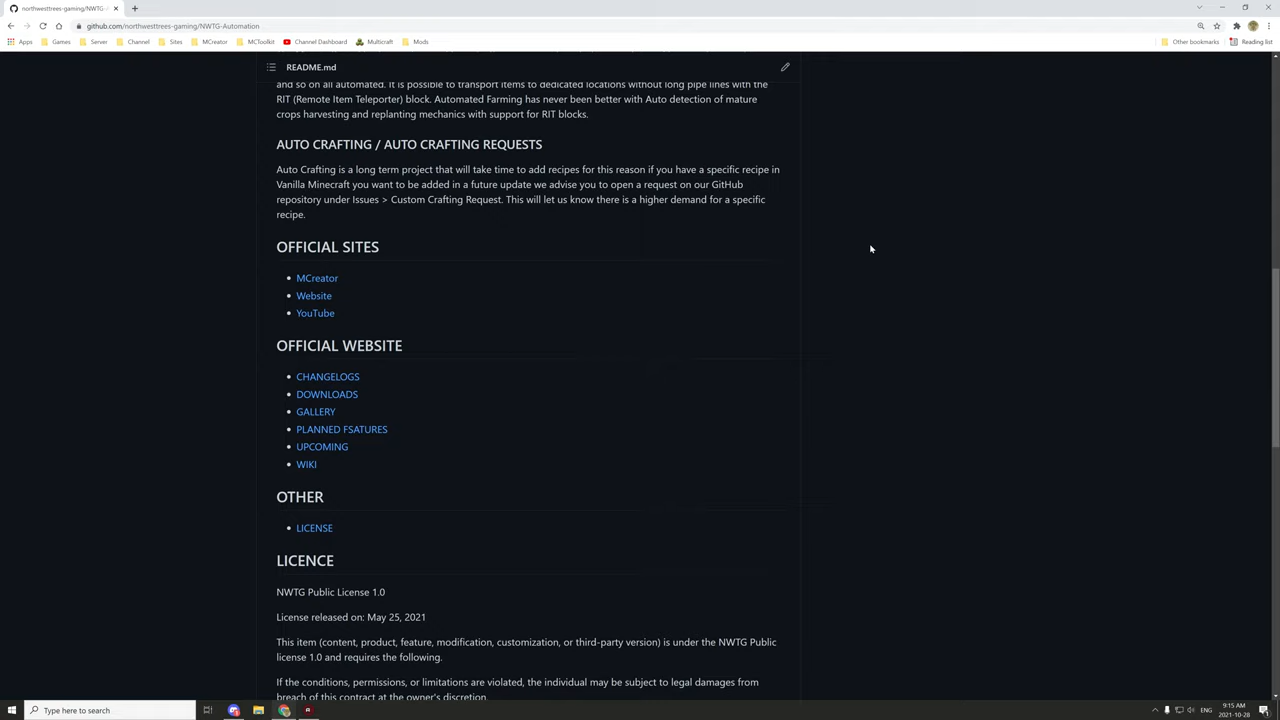 northwesttrees-gaming/NWTG-A
github.com/northwesttrees-gaming/NWTG-Automation
Apps
Games
Server
Channel
Sites
MCreator
MCToolkit
Channel Dashboard
Multicraft
Mods
Other bookmarks
Reading list
README.md
and so on all automated. It is possible to transport items to dedicated locations without long pipe lines with the
RIT (Remote Item Teleporter) block. Automated Farming has never been better with Auto detection of mature
crops harvesting and replanting mechanics with support for RIT blocks.
AUTO CRAFTING / AUTO CRAFTING REQUESTS
Auto Crafting is a long term project that will take time to add recipes for this reason if you have a specific recipe in
Vanilla Minecraft you want to be added in a future update we advise you to open a request on our GitHub
repository under Issues > Custom Crafting Request. This will let us know there is a higher demand for a specific
recipe.
OFFICIAL SITES
MCreator
Website
YouTube
OFFICIAL WEBSITE
CHANGELOGS
DOWNLOADS
GALLERY
PLANNED FSATURES
UPCOMING
WIKI
OTHER
LICENSE
LICENCE
NWTG Public License 1.0
License released on: May 25, 2021
This item (content, product, feature, modification, customization, or third-party version) is under the NWTG Public
license 1.0 and requires the following.
If the conditions, permissions, or limitations are violated, the individual may be subject to legal damages from
breach of this contract at the owner's discretion.
Type here to search
ENG
9:15 AM
2021-10-28